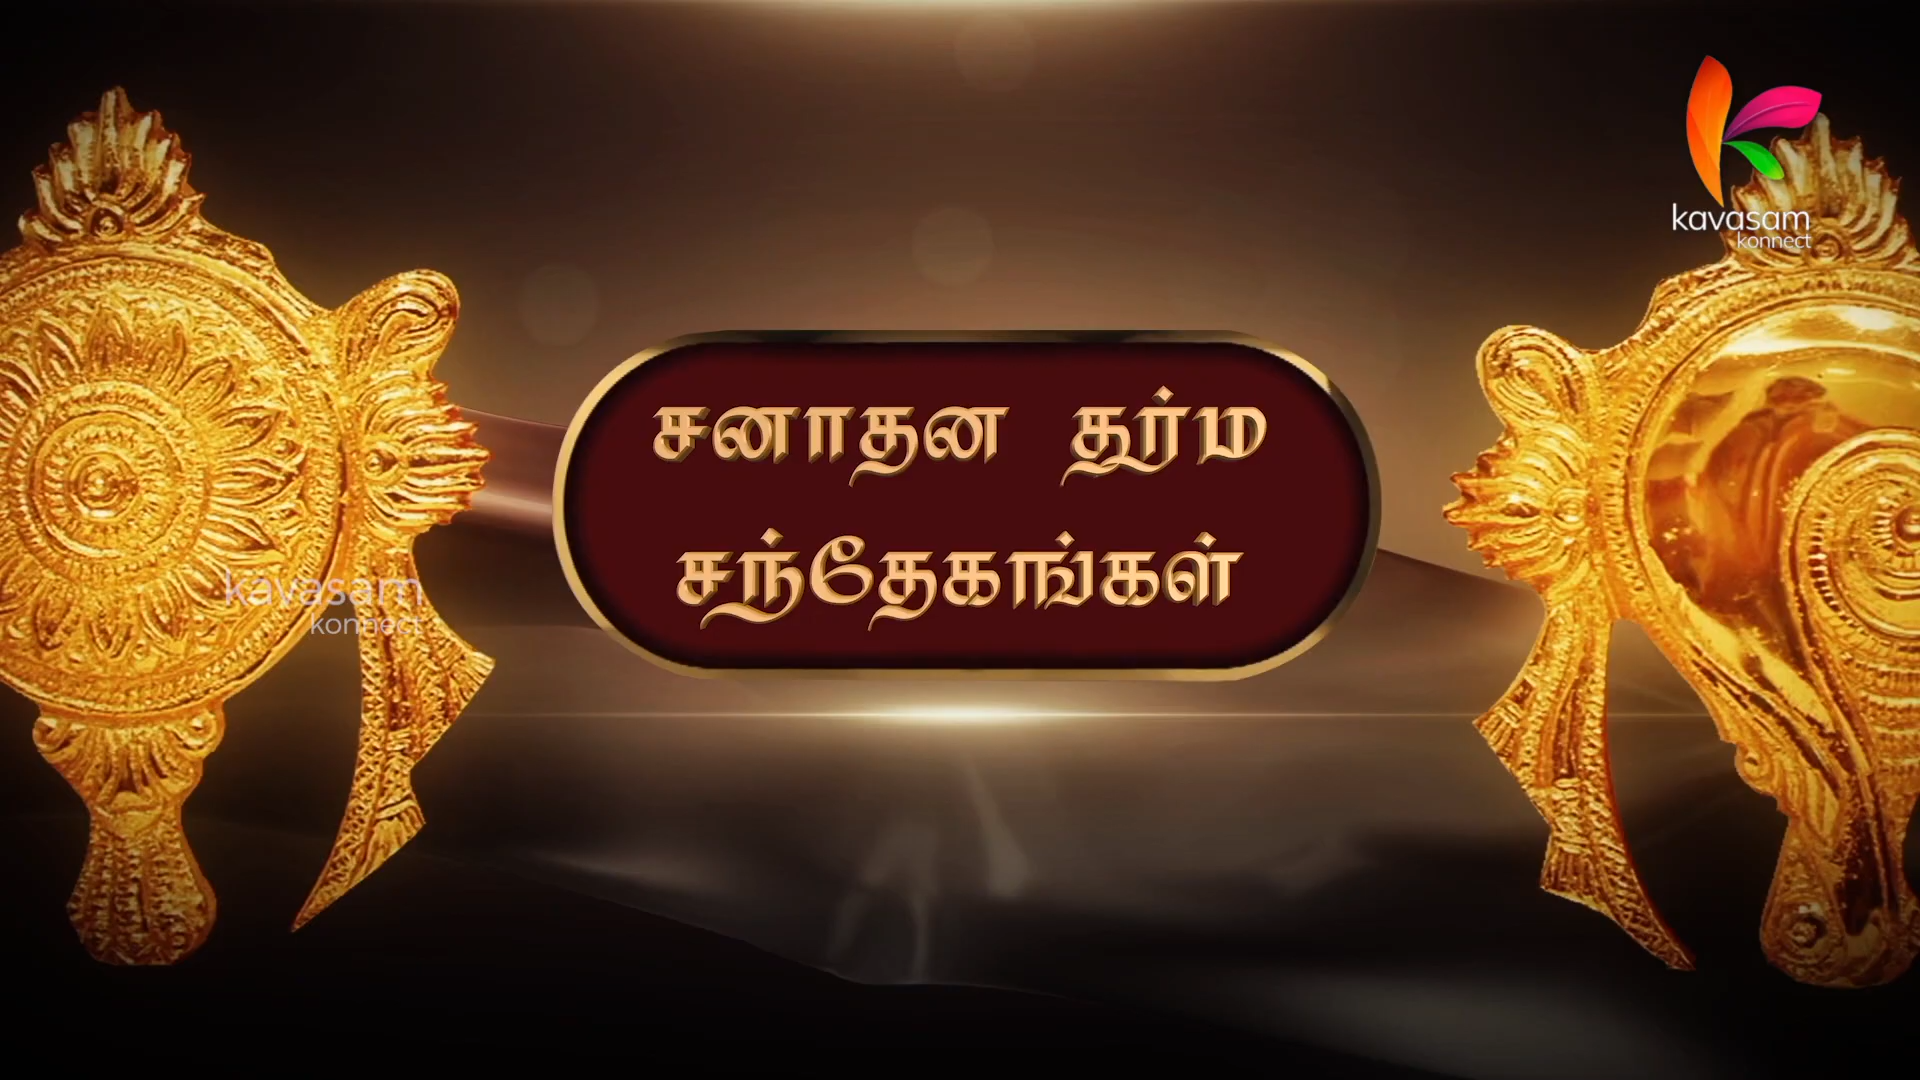 kavasam
konnect
சனாதன தர்ம
சந்தேகங்கள்
kavasam
konnect